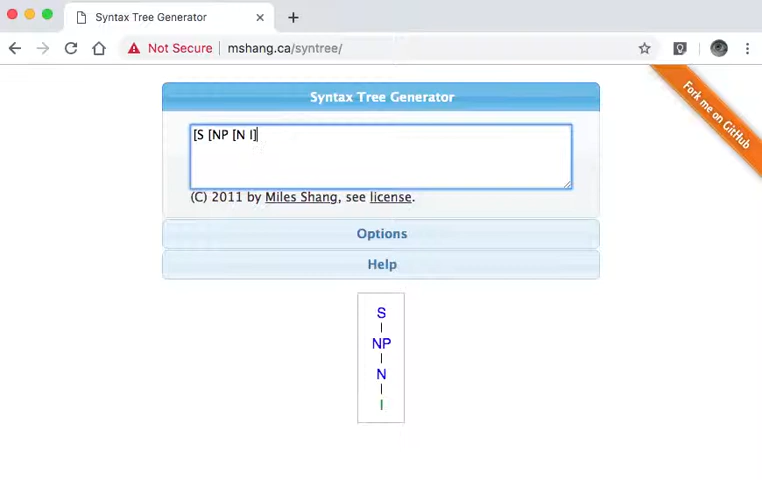 Syntax Tree Generator
Not Secure | mshang.ca/syntree/
Fork me on GitHub
Syntax Tree Generator
[S [NP [N I]
(C) 2011 by Miles Shang, see license.
Options
Help
S
NP
N
I